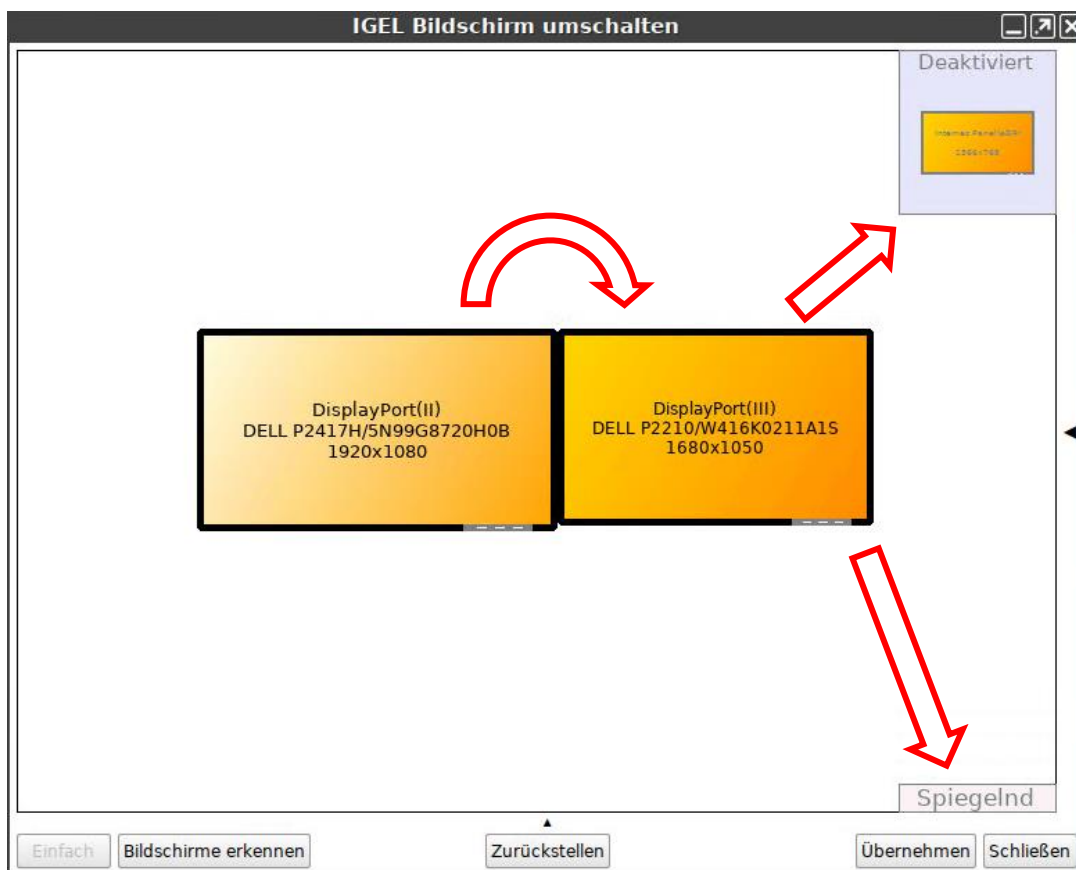 IGEL Bildschirm umschalten
Deaktiviert
DisplayPort(II)
DELL P2417H/5N99G8720H0B
1920x1080
DisplayPort(III)
DELL P2210/W416K0211A1S
1680x1050
Spiegelnd
Einfach
Bildschirme erkennen
Zurückstellen
Übernehmen
Schließen